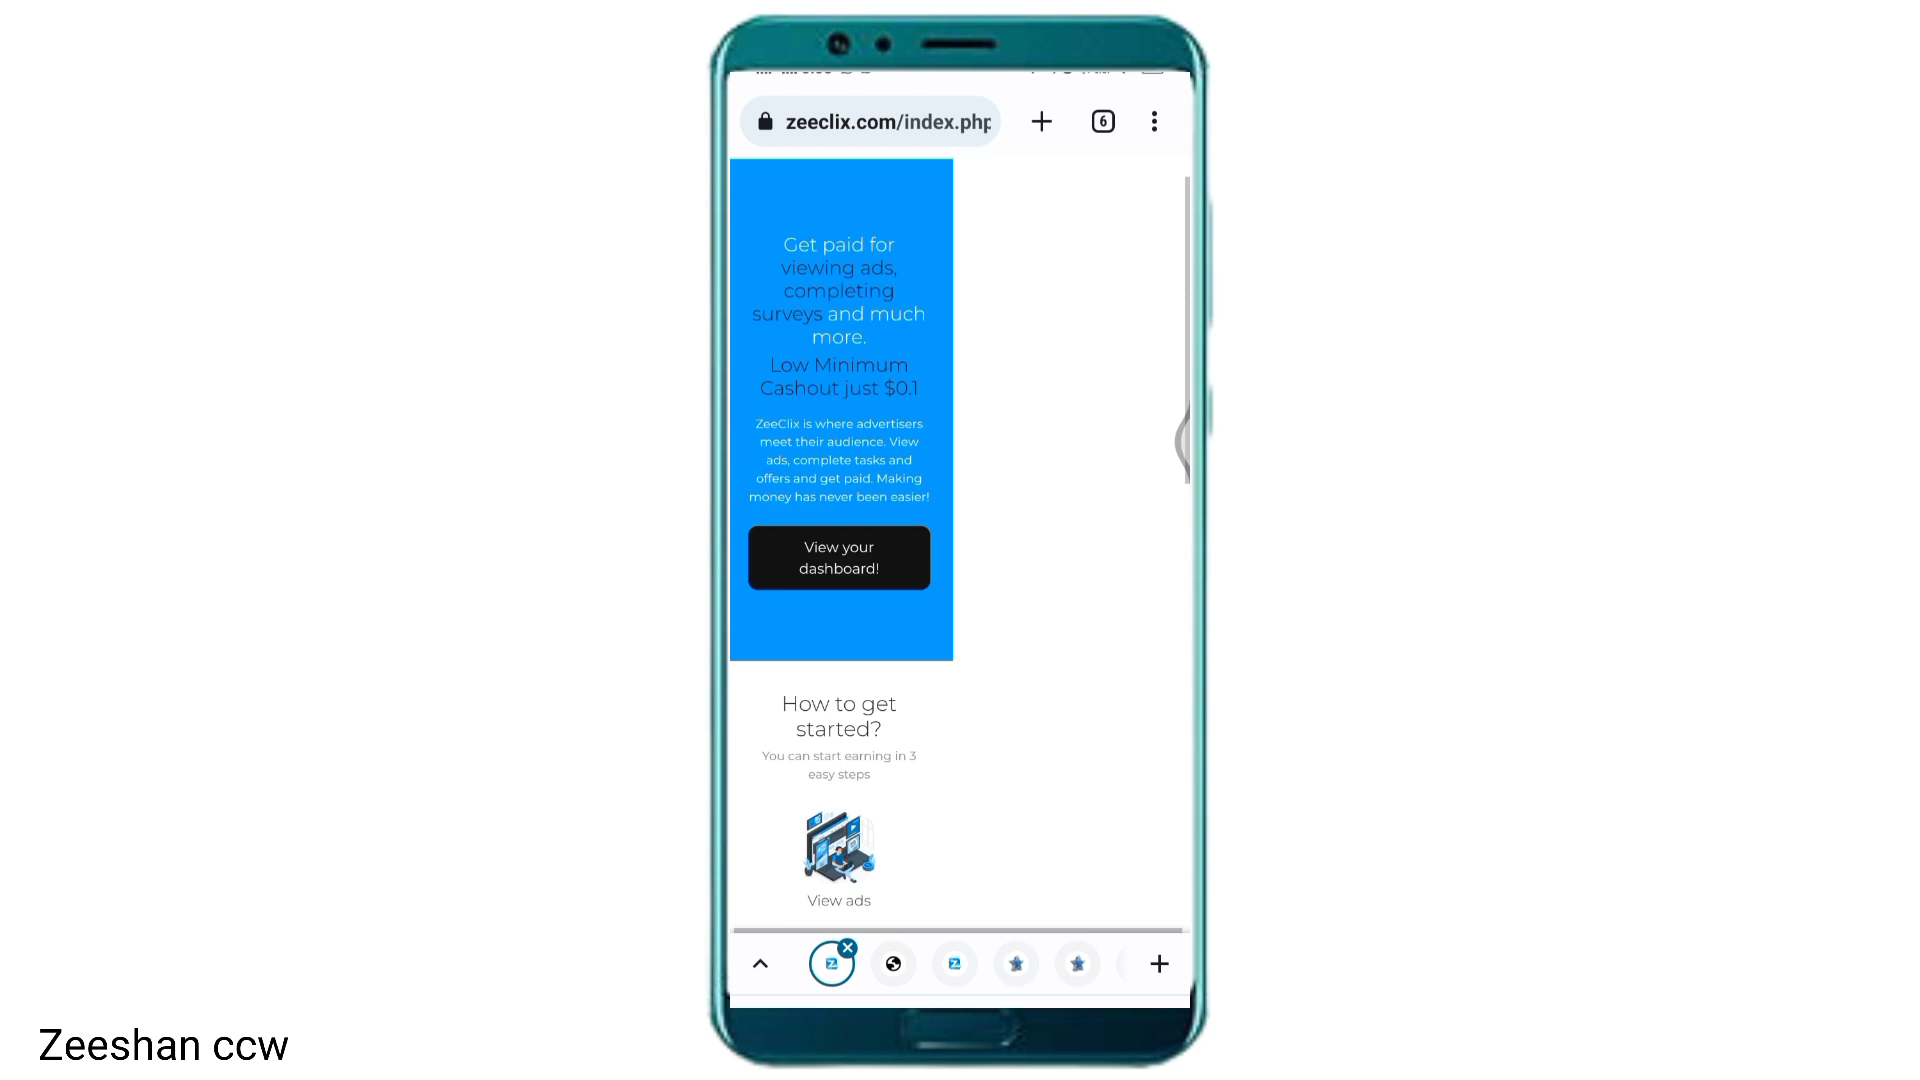 zeeclix.com/index.php
6
Get paid for
viewing ads,
completing
surveys and much
more.
Low Minimum
Cashout just $0.1
ZeeClix is where advertisers
meet their audience. View
ads, complete tasks and
offers and get paid. Making
money has never been easier!
View your
dashboard!
How to get
started?
You can start earning in 3
easy steps
View ads
Zeeshan ccw